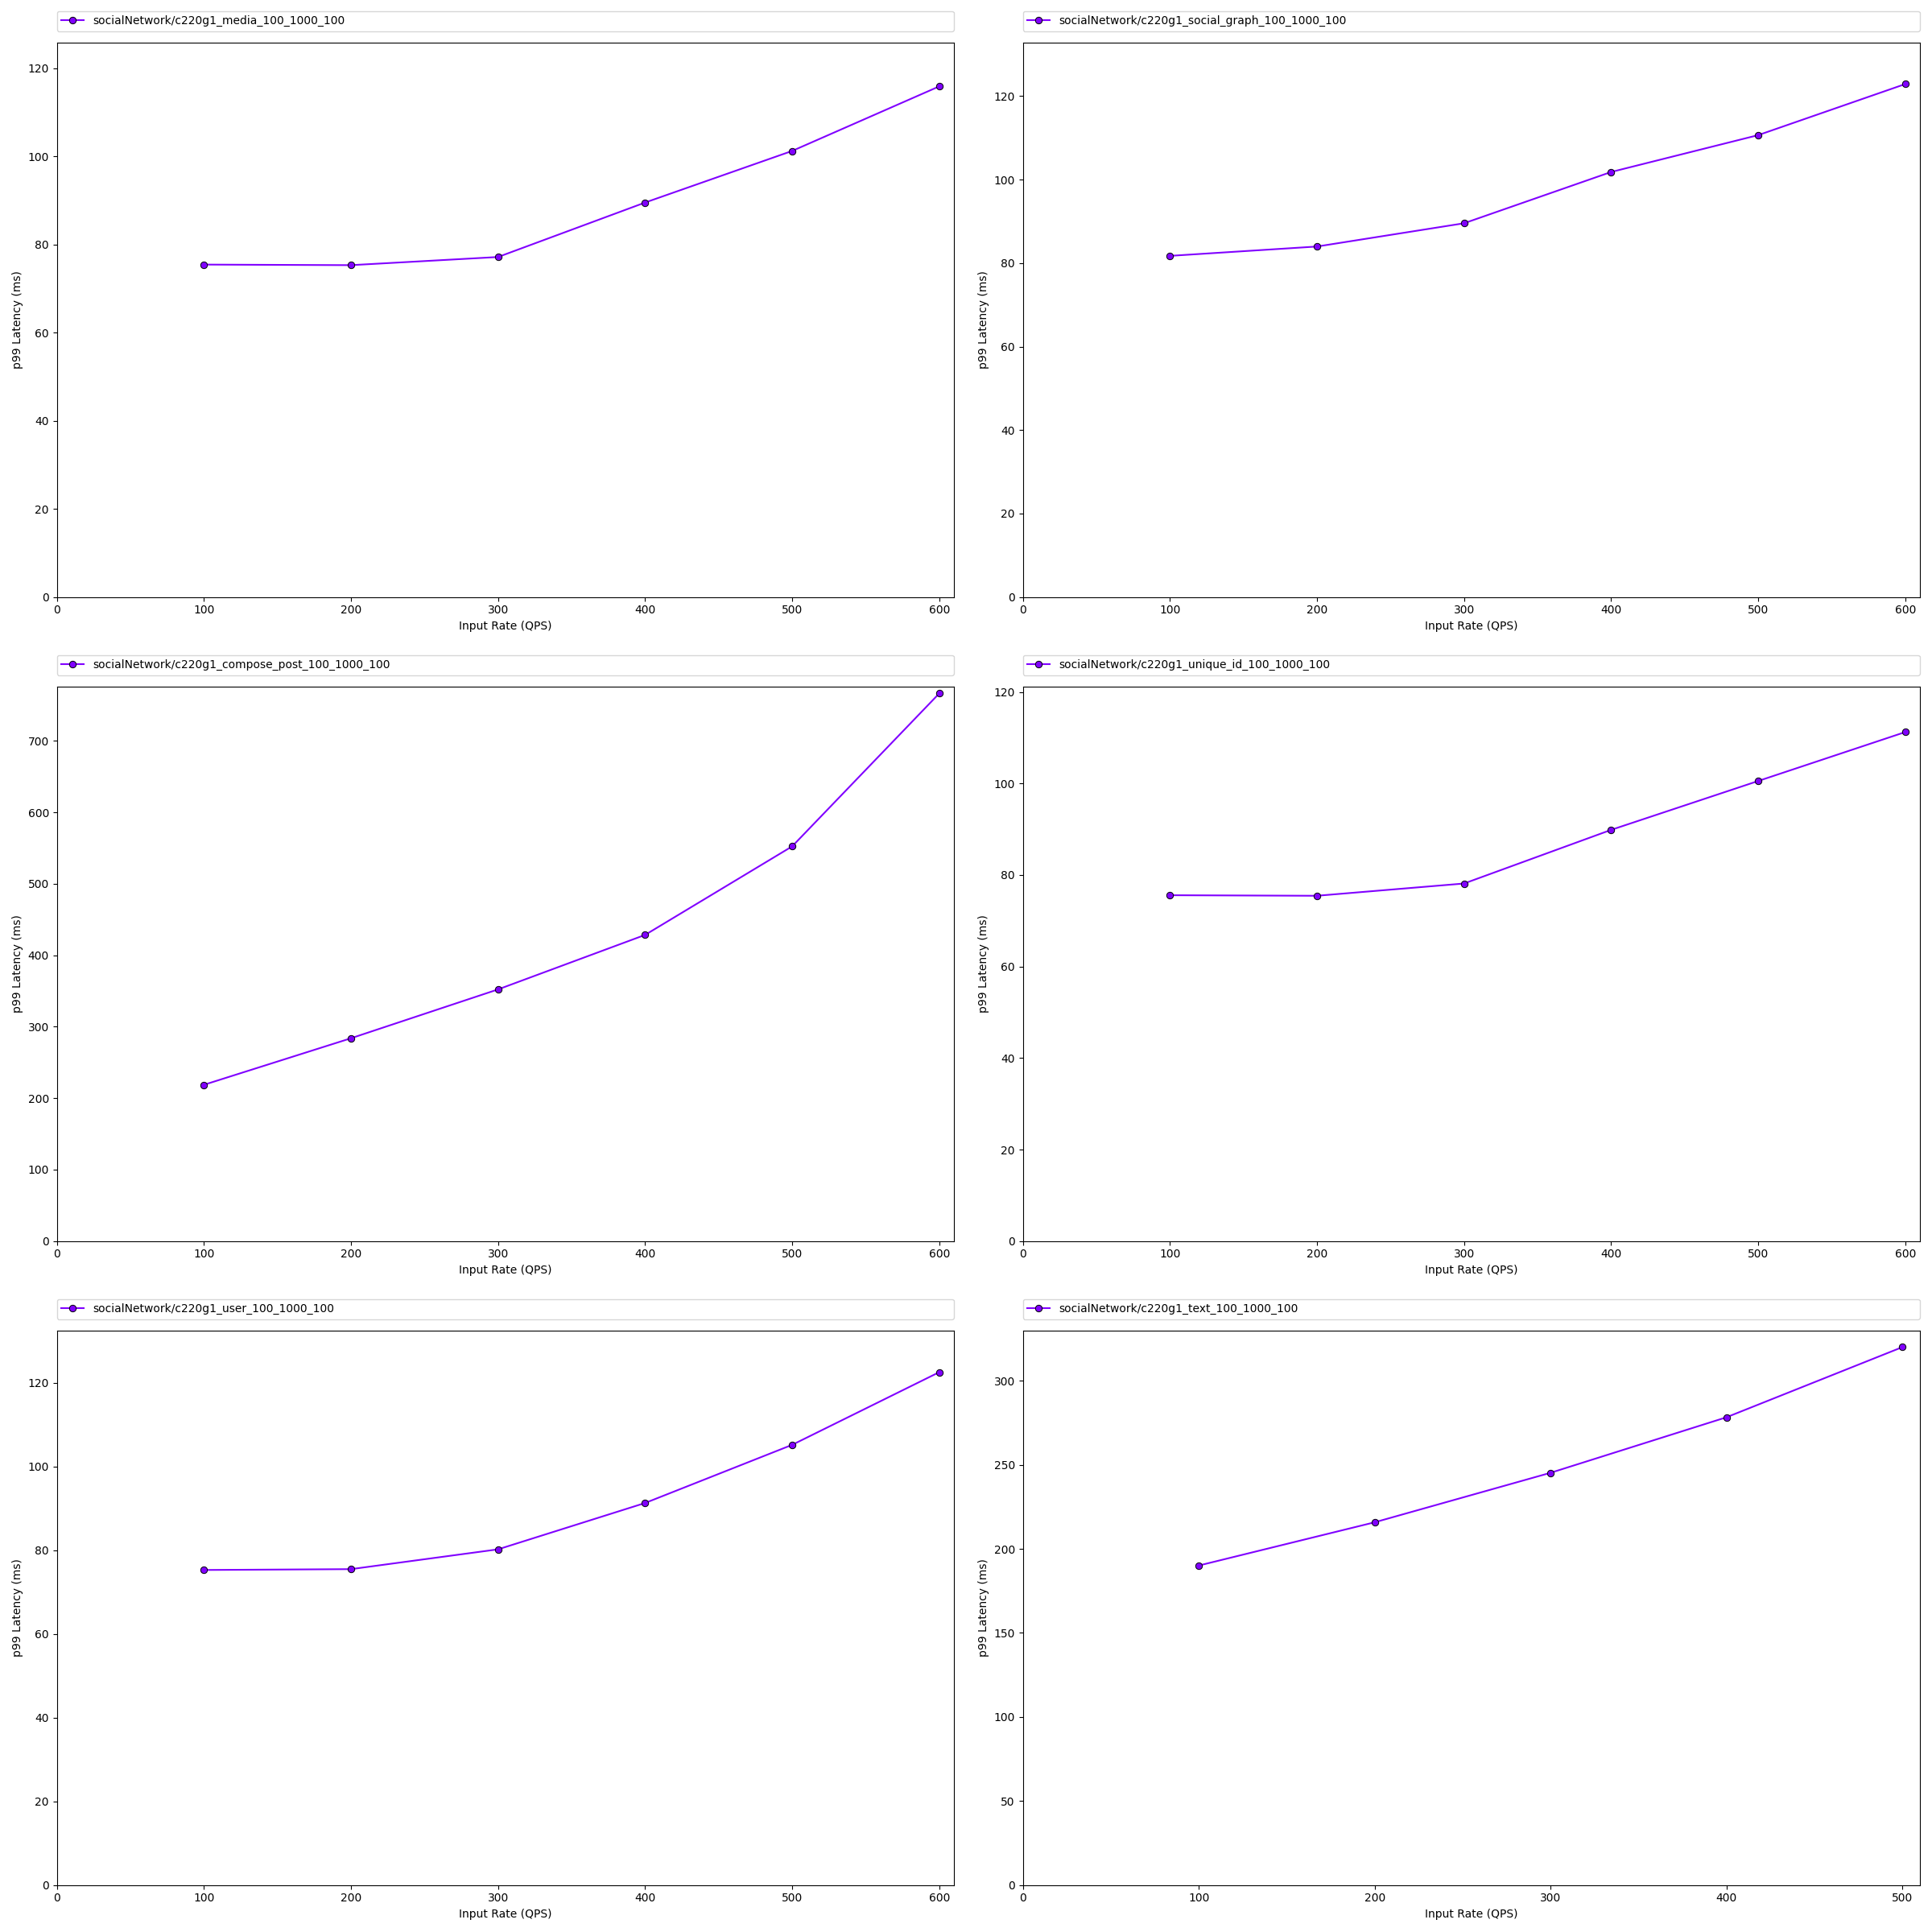 socialNetwork/c220g1_media_100_1000_100
120
100
80
60
40
20
0
p99 Latency (ms)
0 100 200 300 400 500 600
Input Rate (QPS)
socialNetwork/c220g1_social_graph_100_1000_100
120
100
80
60
40
20
0
p99 Latency (ms)
0 100 200 300 400 500 600
Input Rate (QPS)
socialNetwork/c220g1_compose_post_100_1000_100
700
600
500
400
300
200
100
0
p99 Latency (ms)
0 100 200 300 400 500 600
Input Rate (QPS)
socialNetwork/c220g1_unique_id_100_1000_100
120
100
80
60
40
20
0
p99 Latency (ms)
0 100 200 300 400 500 600
Input Rate (QPS)
socialNetwork/c220g1_user_100_1000_100
120
100
80
60
40
20
0
p99 Latency (ms)
0 100 200 300 400 500 600
Input Rate (QPS)
socialNetwork/c220g1_text_100_1000_100
300
250
200
150
100
50
0
p99 Latency (ms)
0 100 200 300 400 500
Input Rate (QPS)